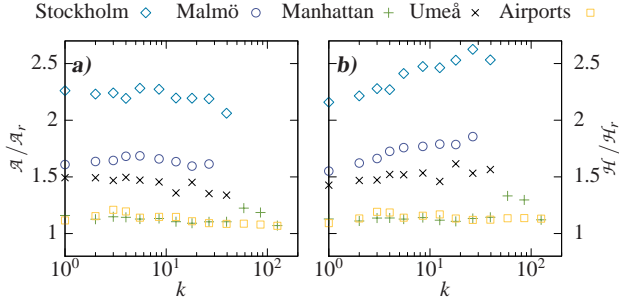 Stockholm Malmö Manhattan Umeå Airports
a) b)
2.5 2.5
2 2
1.5 1.5
1 1
𝒜/𝒜r ℋ/ℋr
10^0 10^1 10^2 10^0 10^1 10^2
k k